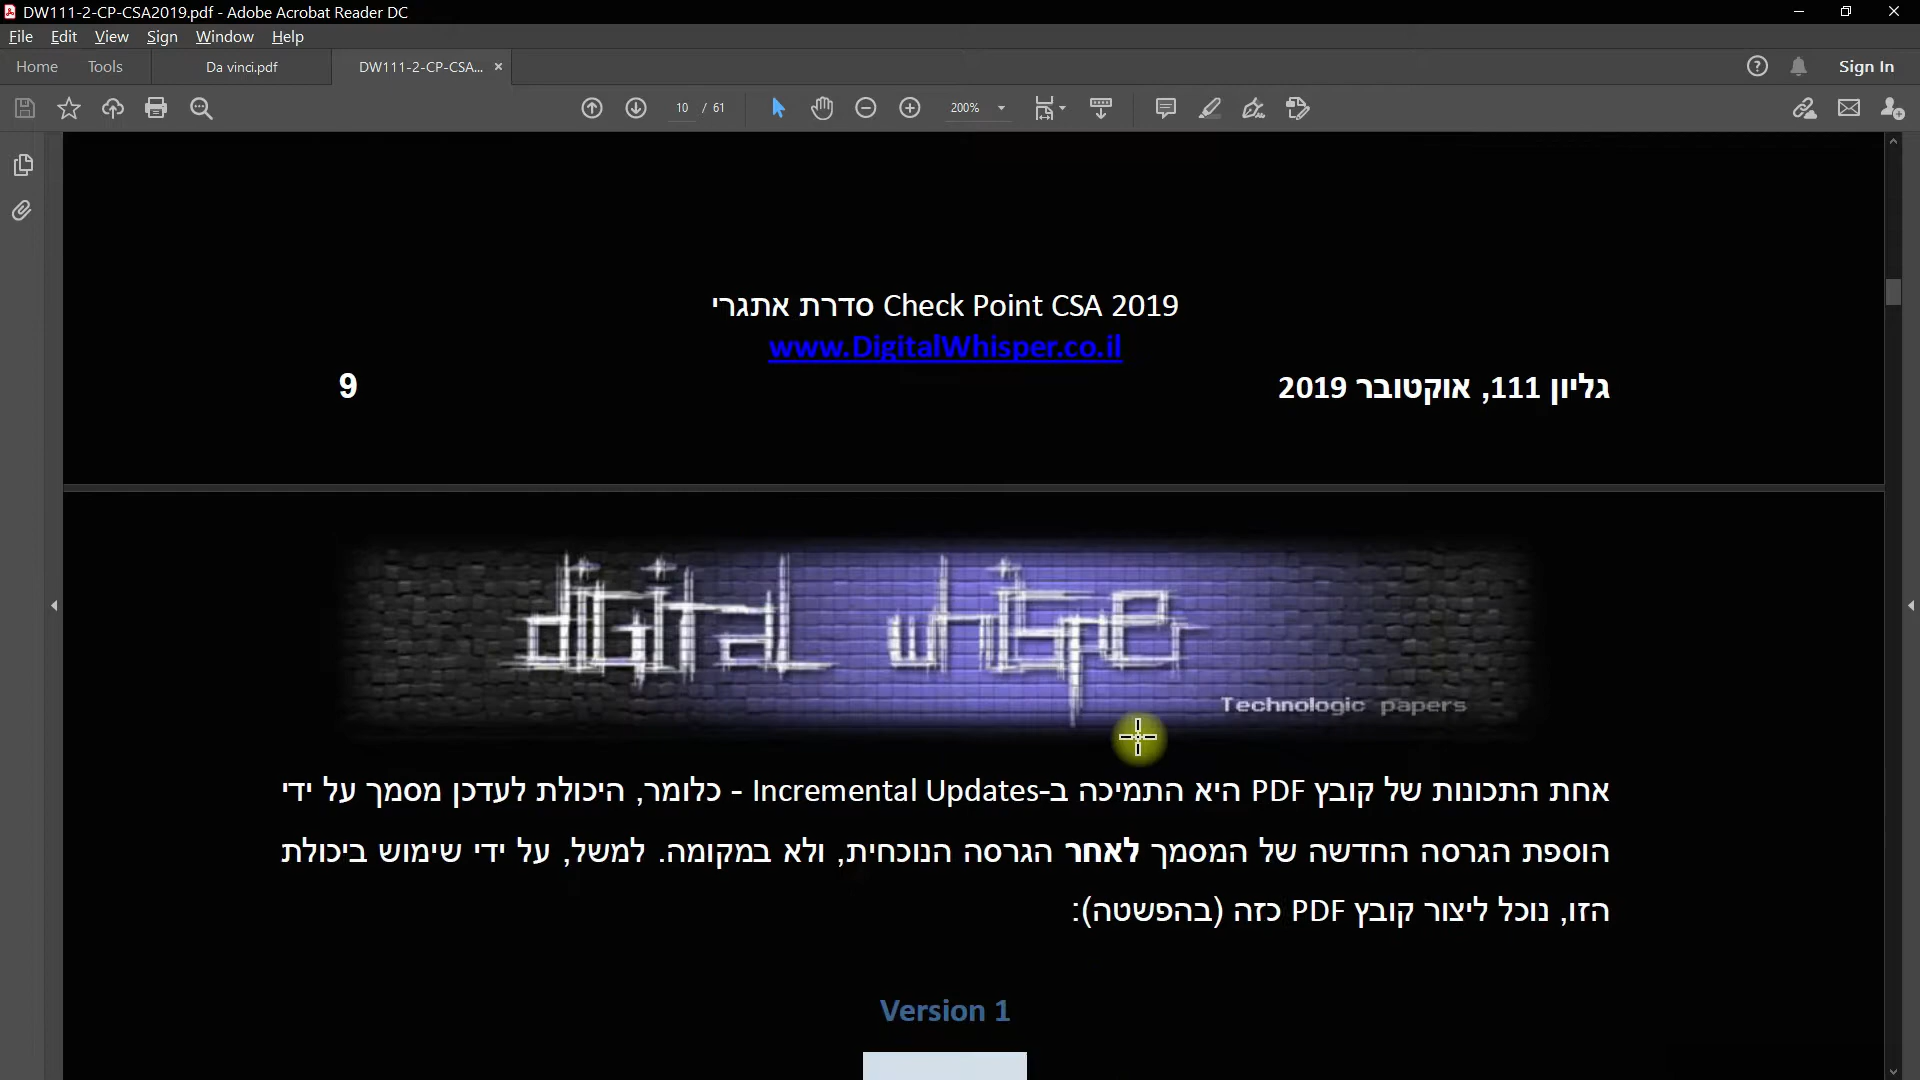 DW111-2-CP-CSA2019.pdf - Adobe Acrobat Reader DC
File Edit View Sign Window Help
Home Tools Da vinci.pdf DW111-2-CP-CSA... × Sign In
10 / 61 200%
סדרת אתגרי Check Point CSA 2019
www.DigitalWhisper.co.il
גליון 111, אוקטובר 2019
9
digital whisper
Technologic papers
אחת התכונות של קובץ PDF היא התמיכה ב-Incremental Updates - כלומר, היכולת לעדכן מסמך על ידי
הוספת הגרסה החדשה של המסמך לאחר הגרסה הנוכחית, ולא במקומה. למשל, על ידי שימוש ביכולת
הזו, נוכל ליצור קובץ PDF כזה (בהפשטה):
Version 1